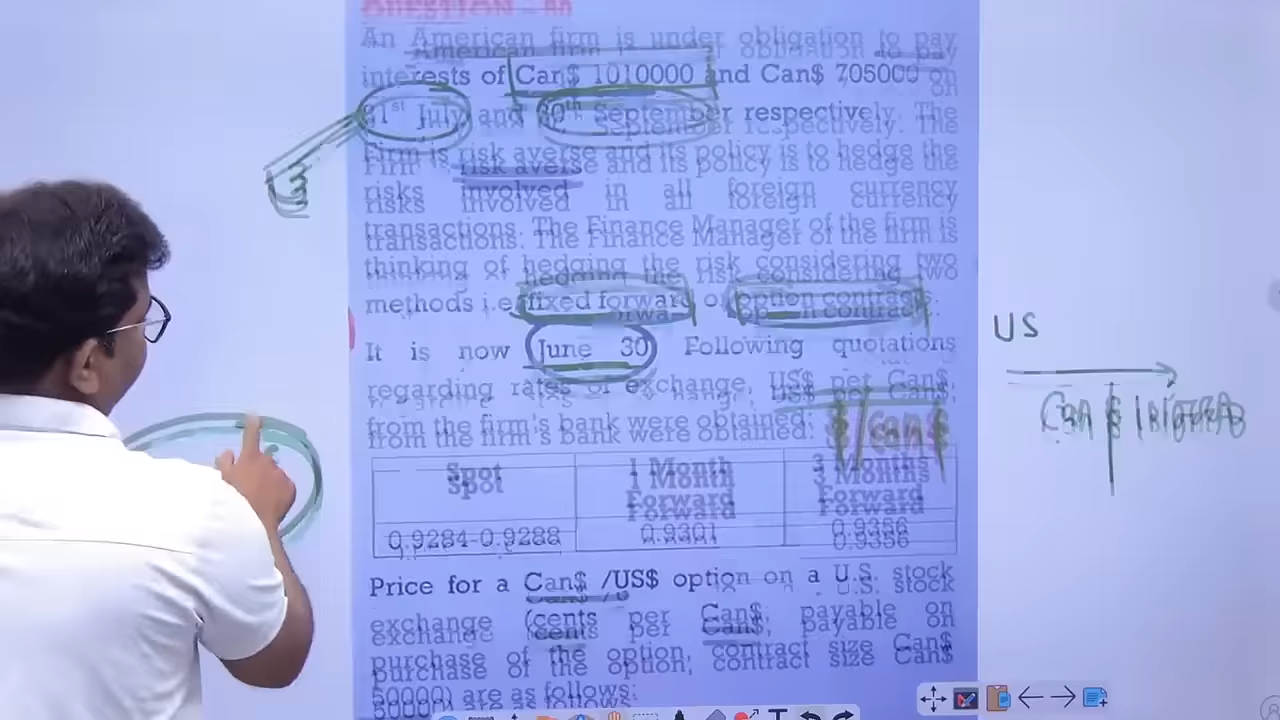 QUESTION - 
An American firm is under obligation to pay
interests of Can$ 1010000 and Can$ 705000 on
31st July and 30th September respectively. The
Firm is risk averse and its policy is to hedge the
risks involved in all foreign currency
transactions. The Finance Manager of the firm is
thinking of hedging the risk considering two
methods i.e fixed forward or option contracts.
It is now June 30 Following quotations
regarding rates of exchange, US$ per Can$,
from the firm's bank were obtained: $/can$
Spot
1 Month Forward
3 Months Forward
0.9284-0.9288
0.9301
0.9356
Price for a Can$ /US$ option on a U.S. stock
exchange (cents per Can$, payable on
purchase of the option, contract size Can$
50000) are as follows:
US
Can $